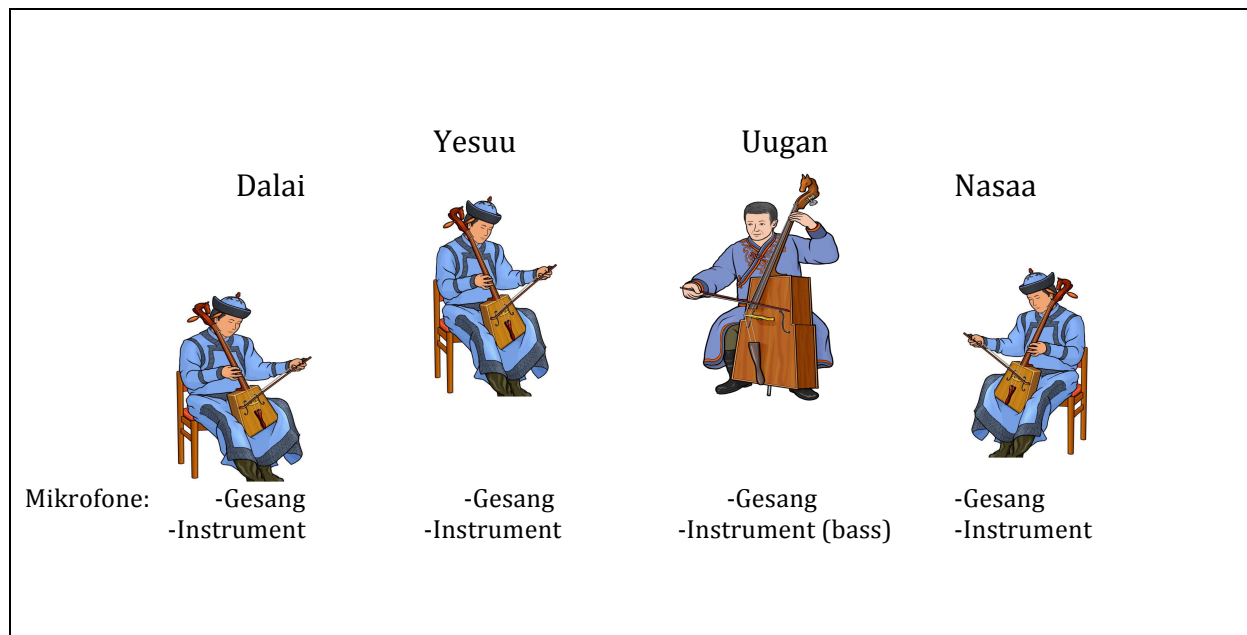 Yesuu Uugan
Dalai Nasaa
Mikrofone: -Gesang -Gesang -Gesang -Gesang
-Instrument -Instrument -Instrument (bass) -Instrument